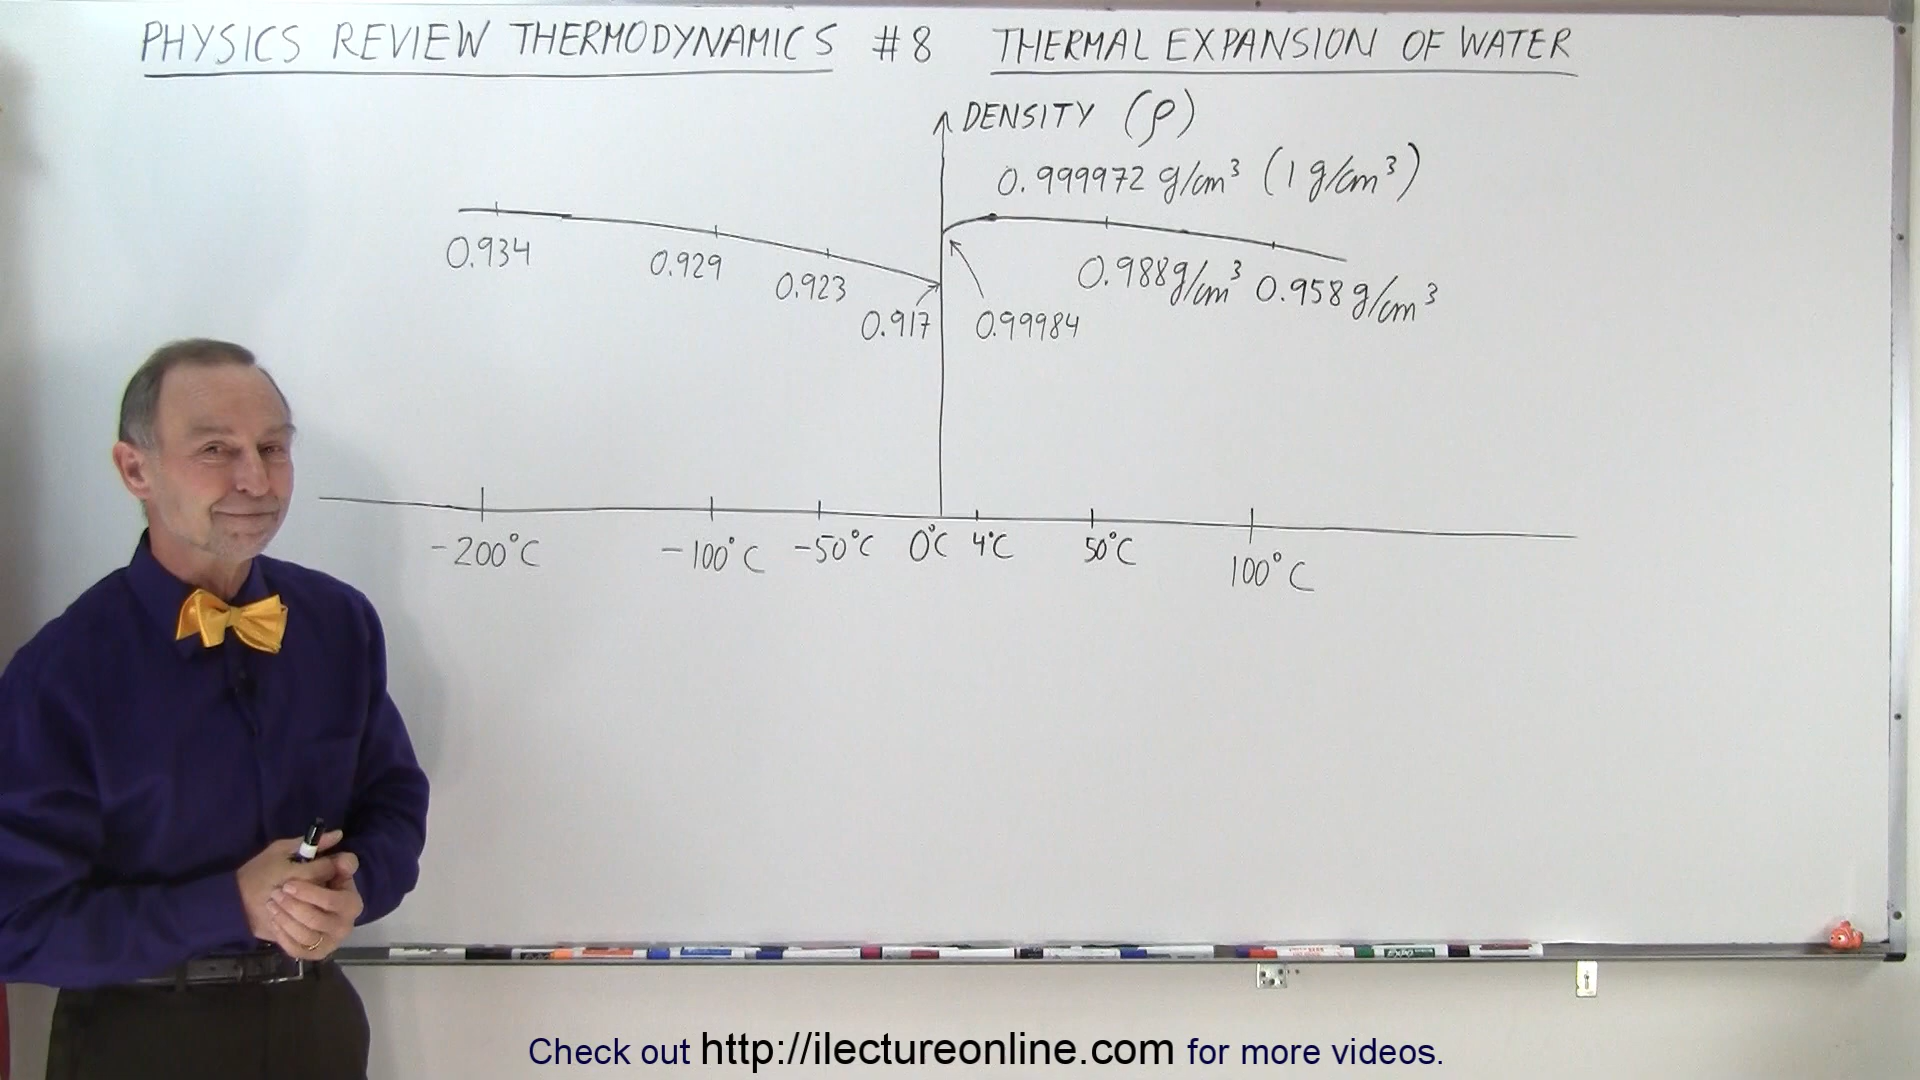 PHYSICS REVIEW THERMODYNAMICS #8 THERMAL EXPANSION OF WATER
DENSITY (ρ)
0.999972 g/cm³ (1 g/cm³)
0.934
0.929
0.923
0.917
0.99984
0.988g/cm³
0.958 g/cm³
-200°C
-100°C
-50°C
0°C
4°C
50°C
100°C
Check out http://ilectureonline.com for more videos.